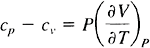 c_p − c_v = P(∂V/∂T)_P